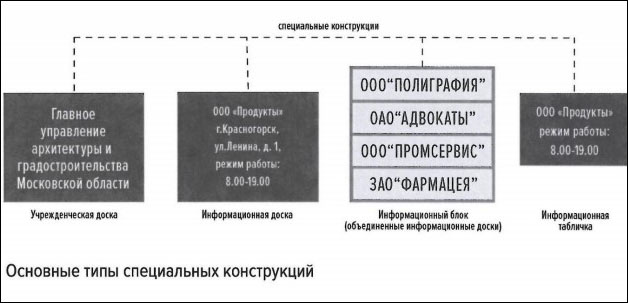 специальные конструкции
Главное
управление
архитектуры и
градостроительства
Московской области
Учрежденческая доска
ООО «Продукты»
г.Красногорск,
ул.Ленина, д. 1,
режим работы:
8.00-19.00
Информационная доска
ООО“ПОЛИГРАФИЯ”
ОАО“АДВОКАТЫ”
ООО“ПРОМСЕРВИС”
ЗАО“ФАРМАЦЕЯ”
Информационный блок
(объединенные информационные доски)
ООО «Продукты»
режим работы:
8.00-19.00
Информационная
табличка
Основные типы специальных конструкций